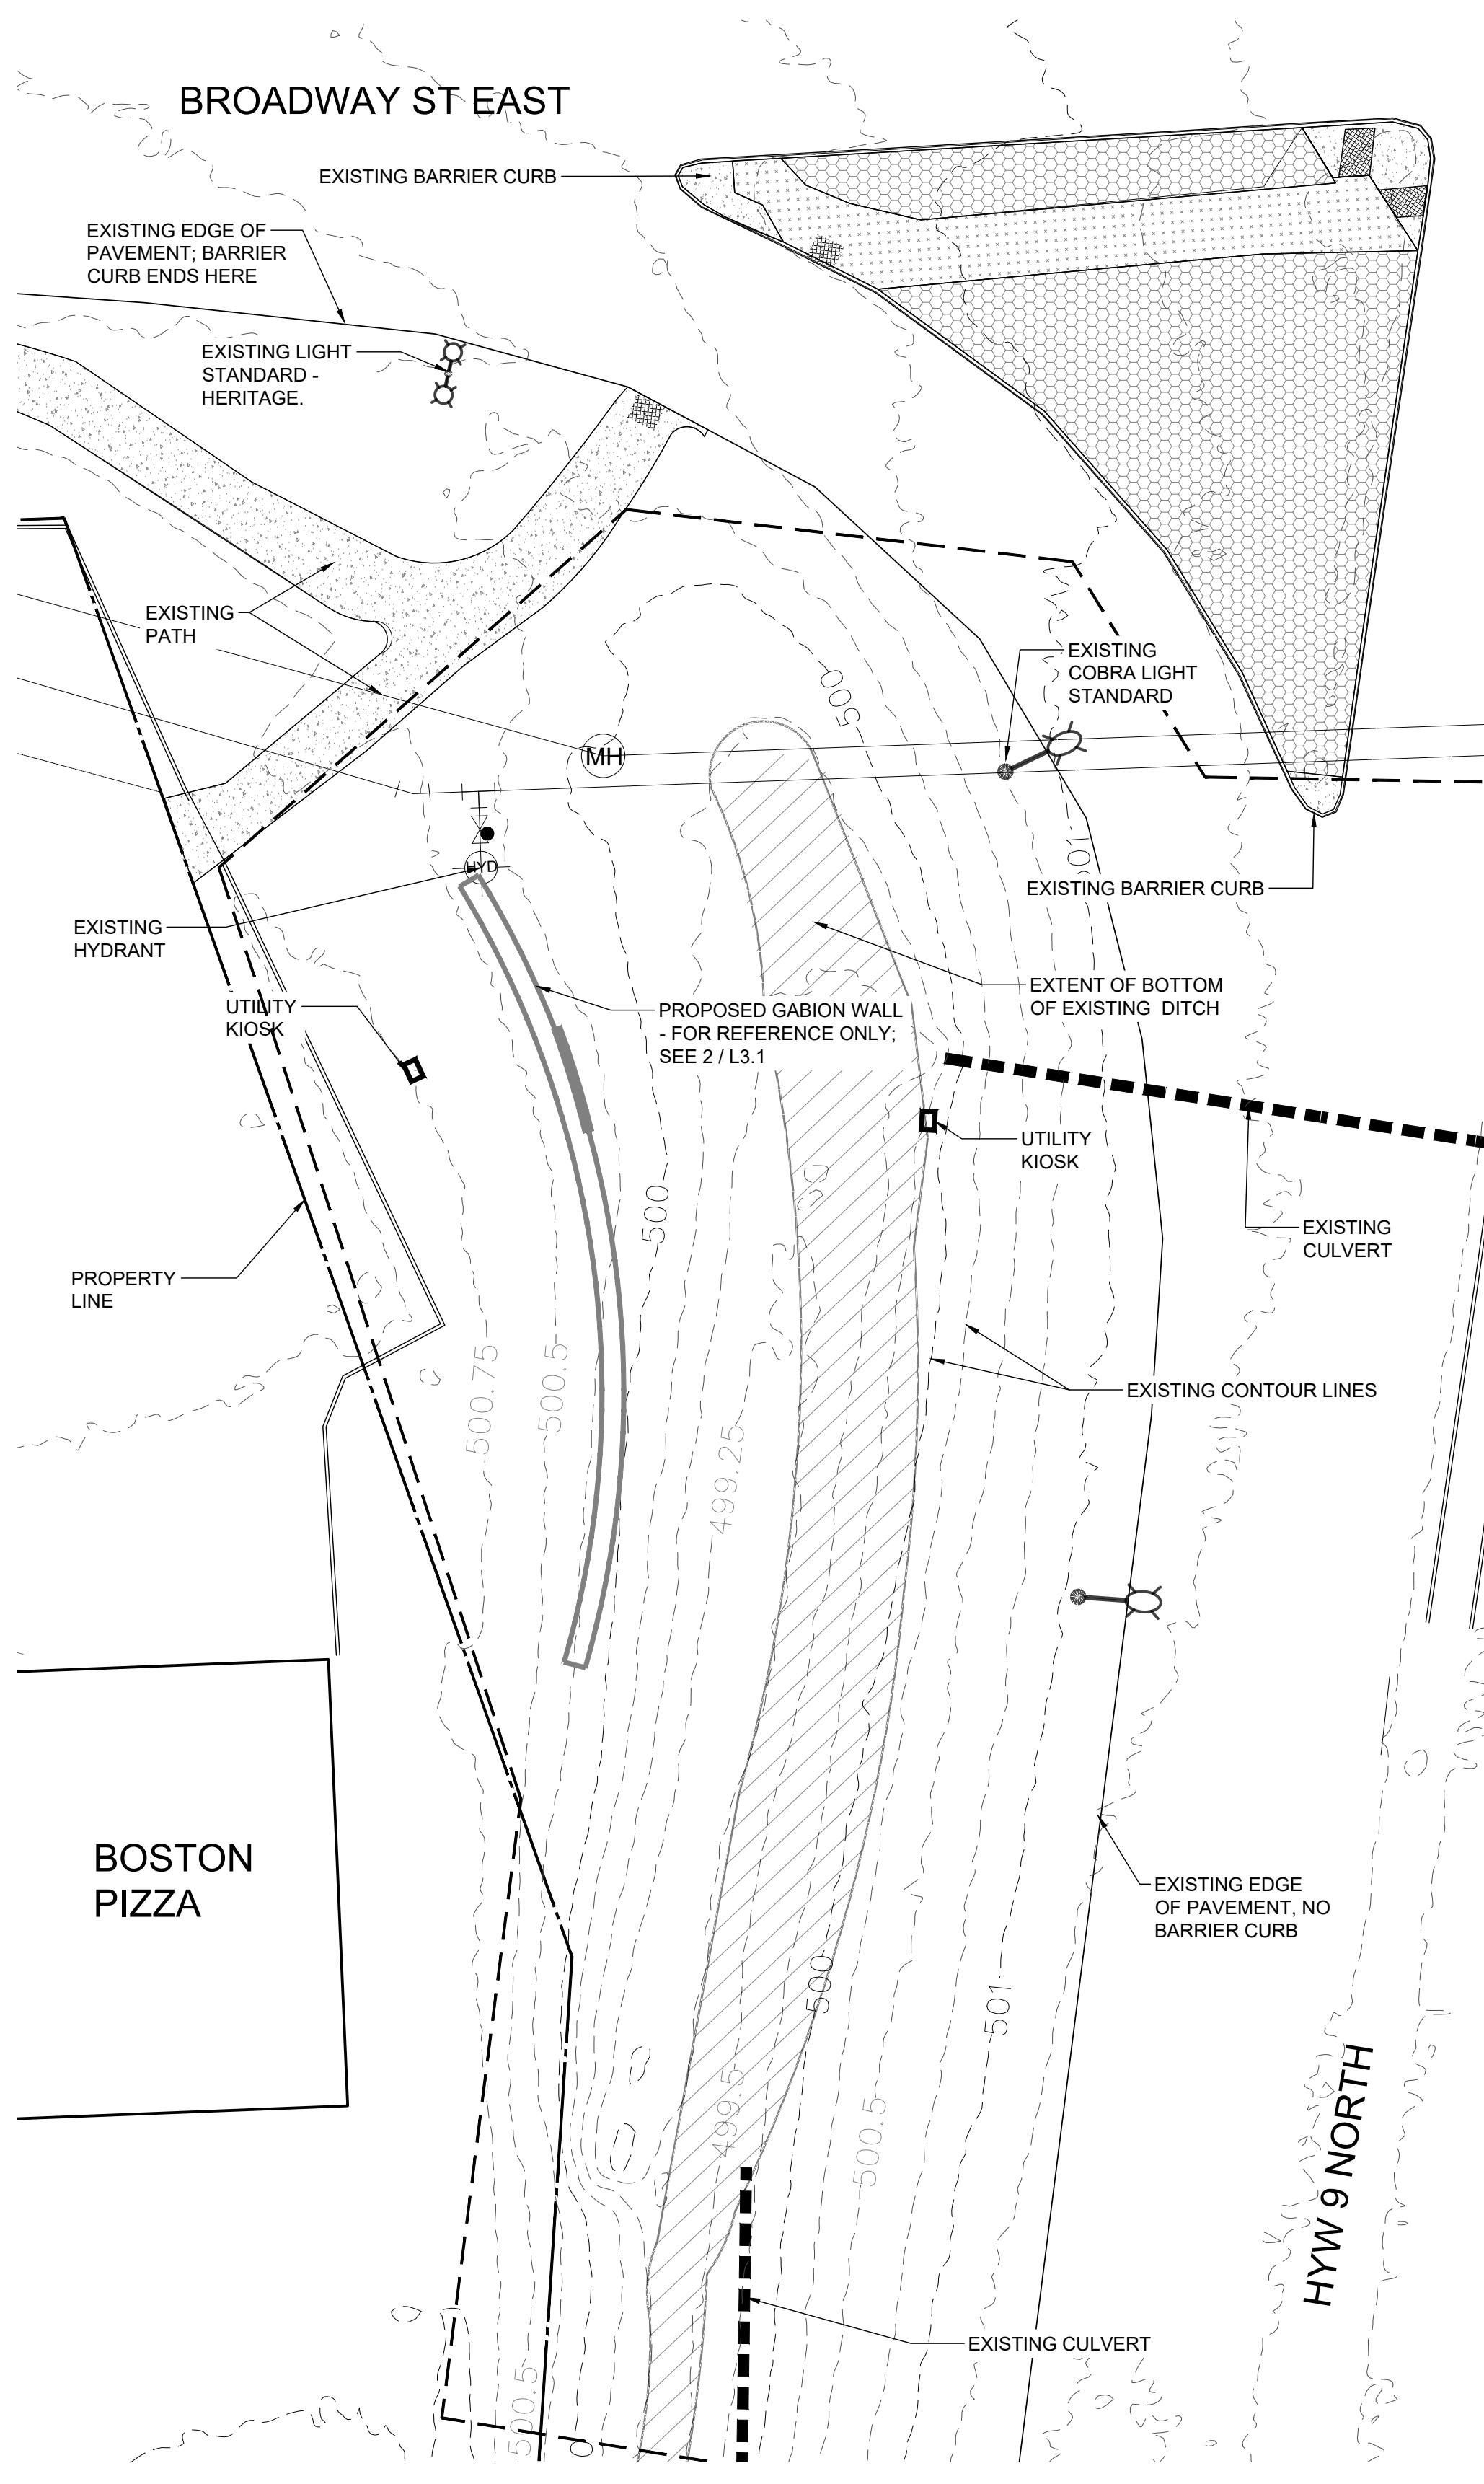 BROADWAY ST EAST
EXISTING BARRIER CURB
EXISTING EDGE OF
PAVEMENT; BARRIER
CURB ENDS HERE
EXISTING LIGHT
STANDARD -
HERITAGE.
EXISTING
PATH
EXISTING
COBRA LIGHT
STANDARD
500
MH
01
HYD
EXISTING BARRIER CURB
EXISTING
HYDRANT
EXTENT OF BOTTOM
OF EXISTING DITCH
UTILITY
KIOSK
PROPOSED GABION WALL
- FOR REFERENCE ONLY;
SEE 2 / L3.1
UTILITY
KIOSK
500
EXISTING
CULVERT
PROPERTY
LINE
500.75
500.5
499.25
EXISTING CONTOUR LINES
BOSTON
PIZZA
EXISTING EDGE
OF PAVEMENT, NO
BARRIER CURB
500
501
499.5
500.5
HYW 9 NORTH
EXISTING CULVERT
500.5
0